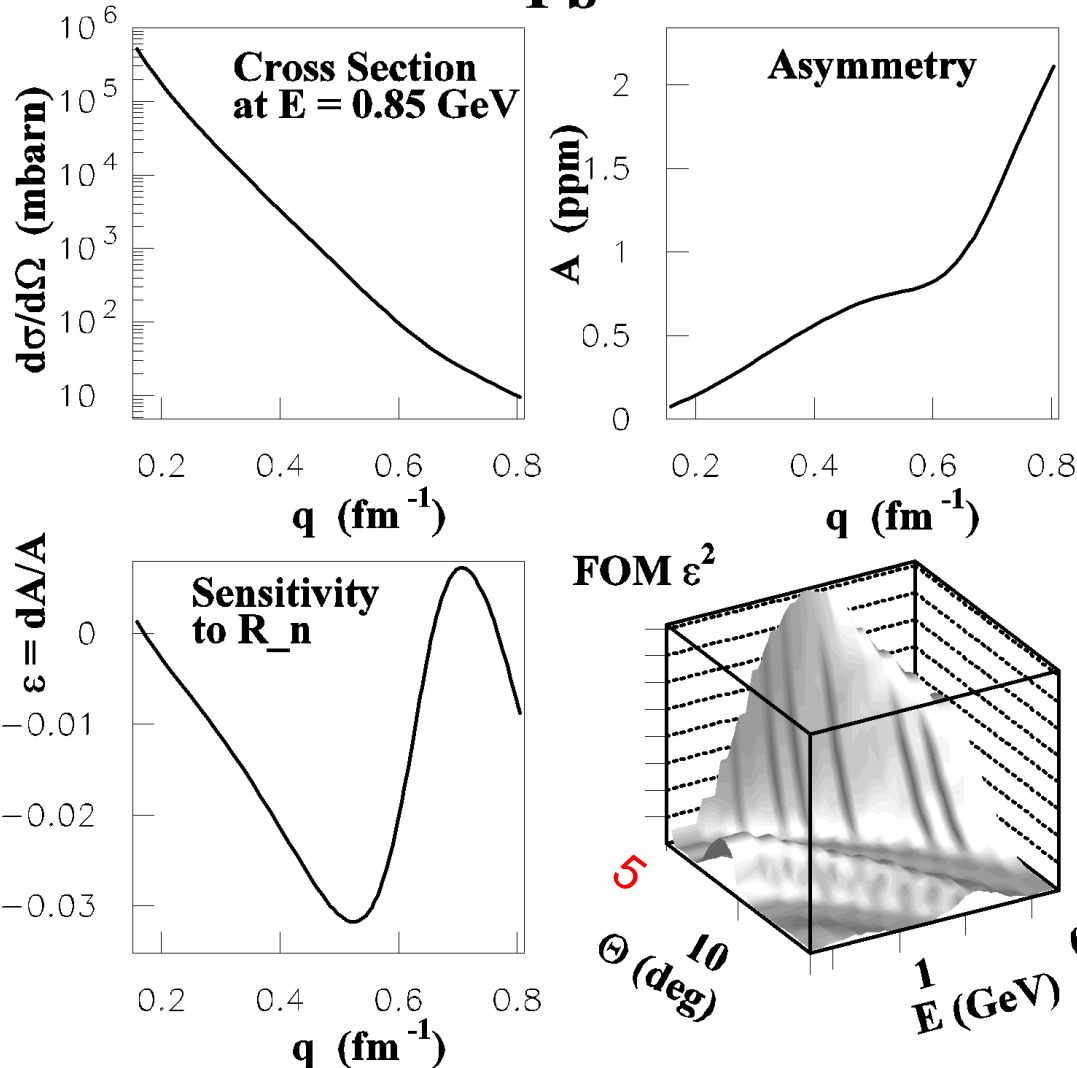 Cross Section
at E = 0.85 GeV
dσ/dΩ (mbarn)
10^6
10^5
10^4
10^3
10^2
10
0.2 0.4 0.6 0.8
q (fm^-1)
Asymmetry
A (ppm)
2
1.5
1
0.5
0
0.2 0.4 0.6 0.8
q (fm^-1)
Sensitivity
to R_n
ε = dA/A
0
−0.01
−0.02
−0.03
0.2 0.4 0.6 0.8
q (fm^-1)
FOM ε^2
5
10
Θ (deg)
1
E (GeV)